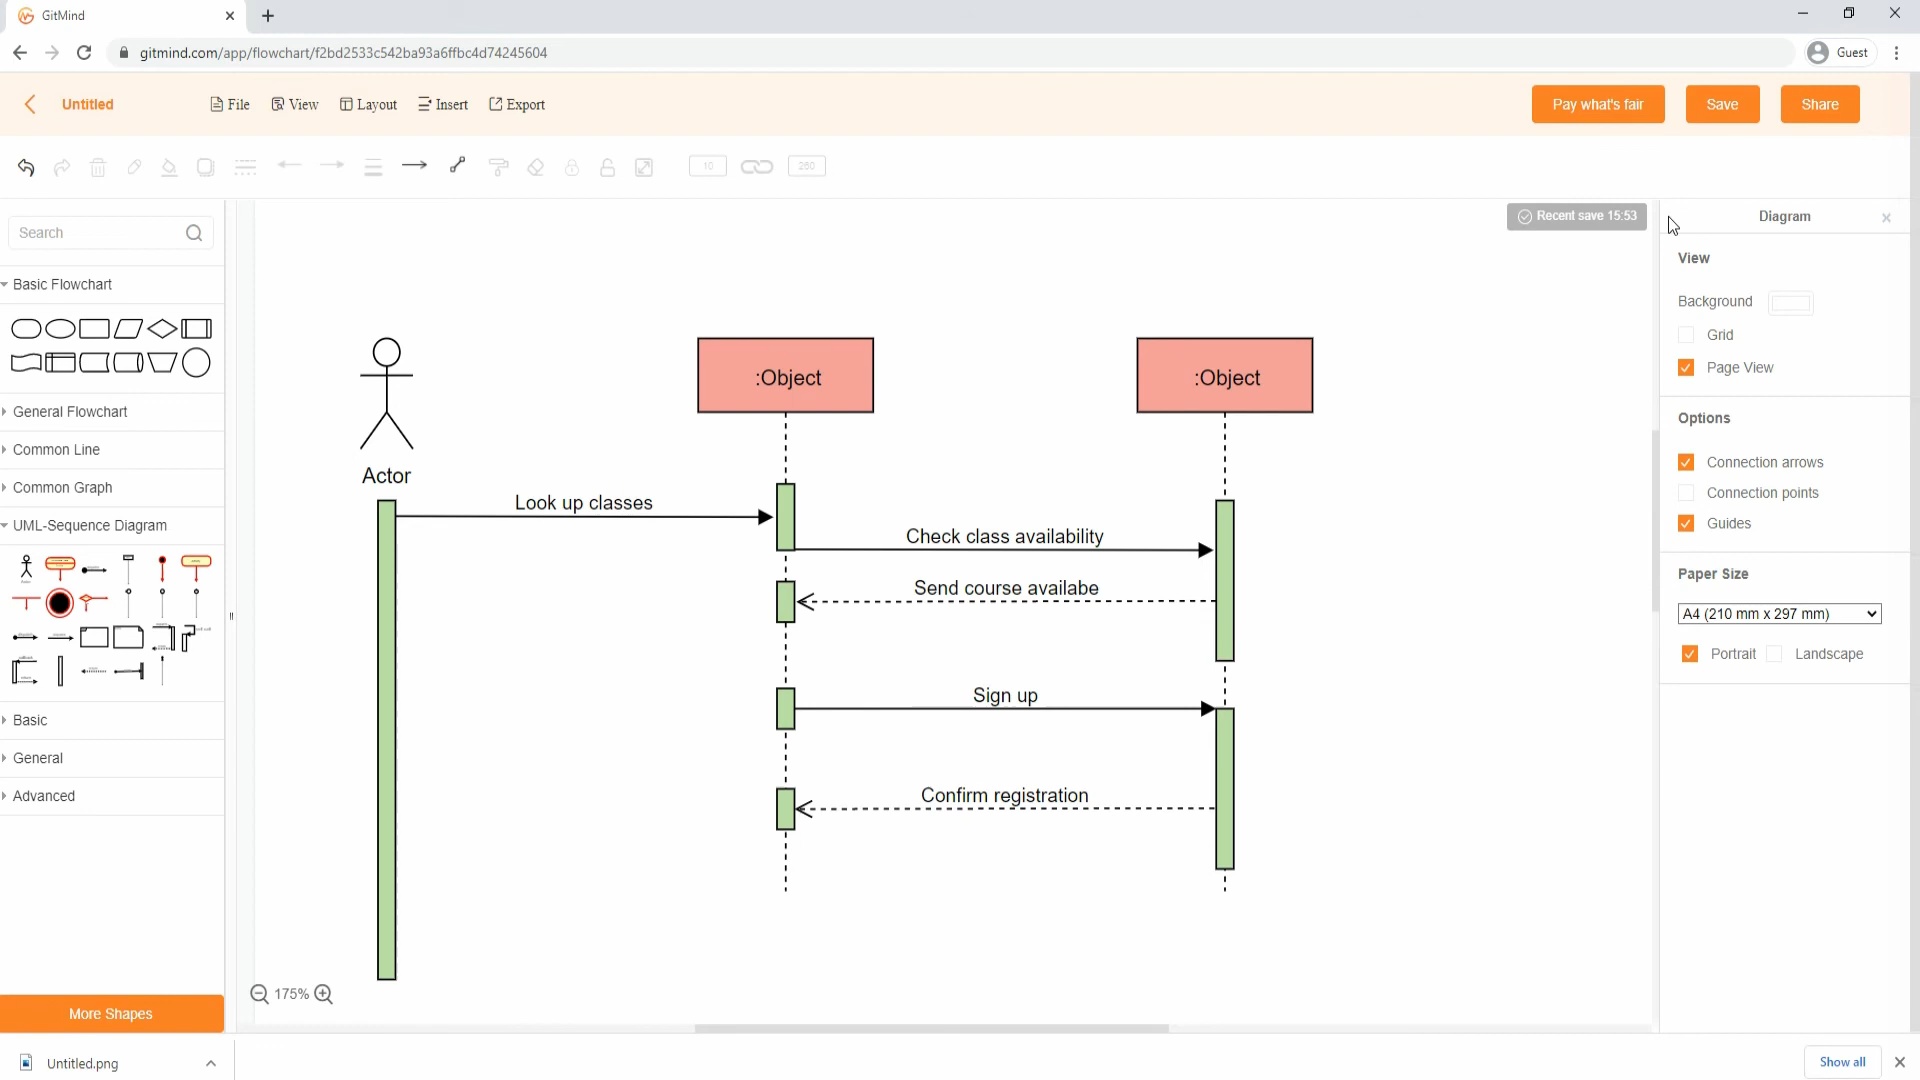 GitMind
gitmind.com/app/flowchart/f2bd2533c542ba93a6ffbc4d74245604
Guest
Untitled
File
View
Layout
Insert
Export
Pay what's fair
Save
Share
10
260
Search
Recent save 15:53
Diagram
Basic Flowchart
General Flowchart
Common Line
Common Graph
UML-Sequence Diagram
Basic
General
Advanced
More Shapes
:Object
:Object
Actor
Look up classes
Check class availability
Send course availabe
Sign up
Confirm registration
175%
View
Background
Grid
Page View
Options
Connection arrows
Connection points
Guides
Paper Size
A4 (210 mm x 297 mm)
Portrait
Landscape
Untitled.png
Show all